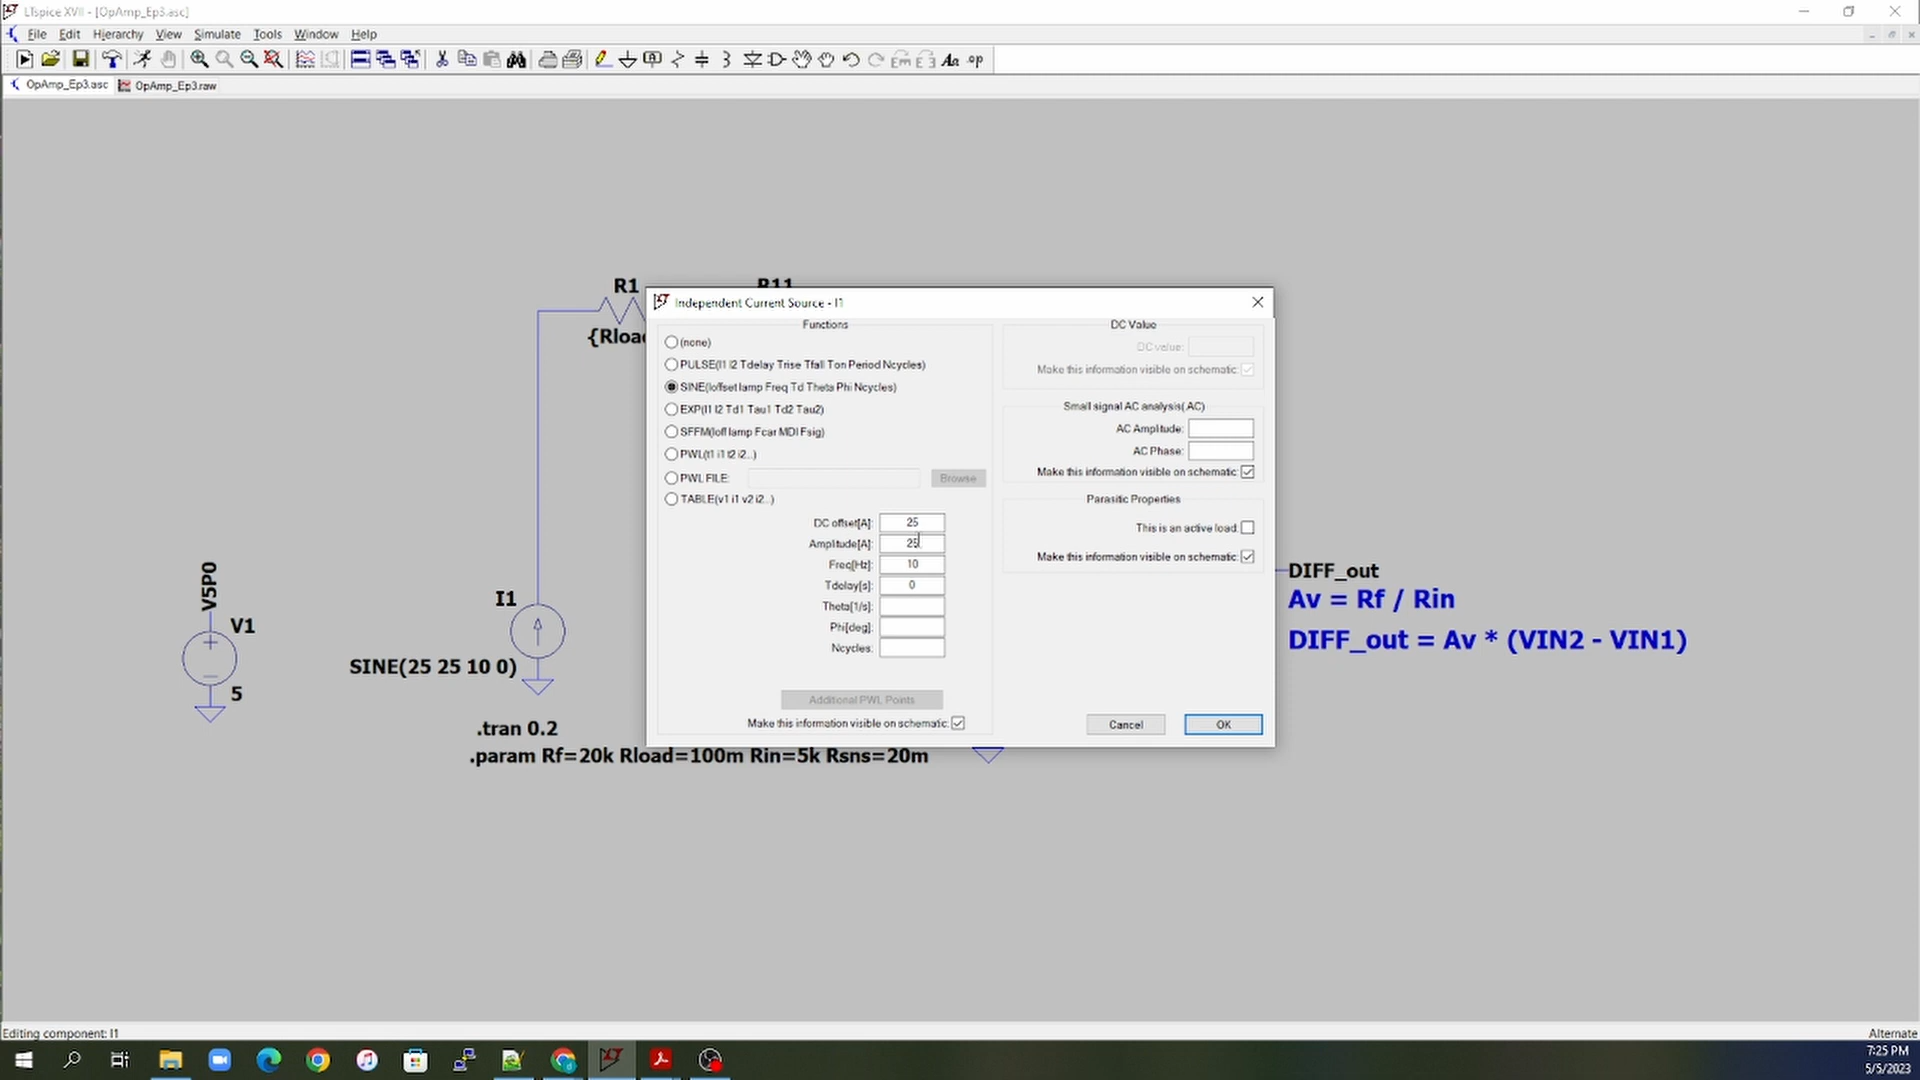 LTspice XVII - [OpAmp_Ep3.asc]
File Edit Hierarchy View Simulate Tools Window Help
OpAmp_Ep3.asc OpAmp_Ep3.raw
R1
{Rloa
Independent Current Source - I1
Functions
(none)
PULSE(I1 I2 Tdelay Trise Tfall Ton Period Ncycles)
SINE(Ioffset Iamp Freq Td Theta Phi Ncycles)
EXP(I1 I2 Td1 Tau1 Td2 Tau2)
SFFM(Ioff Iamp Fcar MDI Fsig)
PWL(t1 i1 t2 i2...)
PWL FILE: Browse
TABLE(v1 i1 v2 i2...)
DC offset[A]: 25
Amplitude[A]: 25
Freq[Hz]: 10
Tdelay[s]: 0
Theta[1/s]:
Phi[deg]:
Ncycles:
Additional PWL Points
Make this information visible on schematic:
DC Value
DC value:
Make this information visible on schematic:
Small signal AC analysis(.AC)
AC Amplitude:
AC Phase:
Make this information visible on schematic:
Parasitic Properties
This is an active load:
Make this information visible on schematic:
Cancel OK
V5P0
V1
5
I1
SINE(25 25 10 0)
.tran 0.2
.param Rf=20k Rload=100m Rin=5k Rsns=20m
DIFF_out
Av = Rf / Rin
DIFF_out = Av * (VIN2 - VIN1)
Editing component: I1
Alternate
7:25 PM
5/5/2023